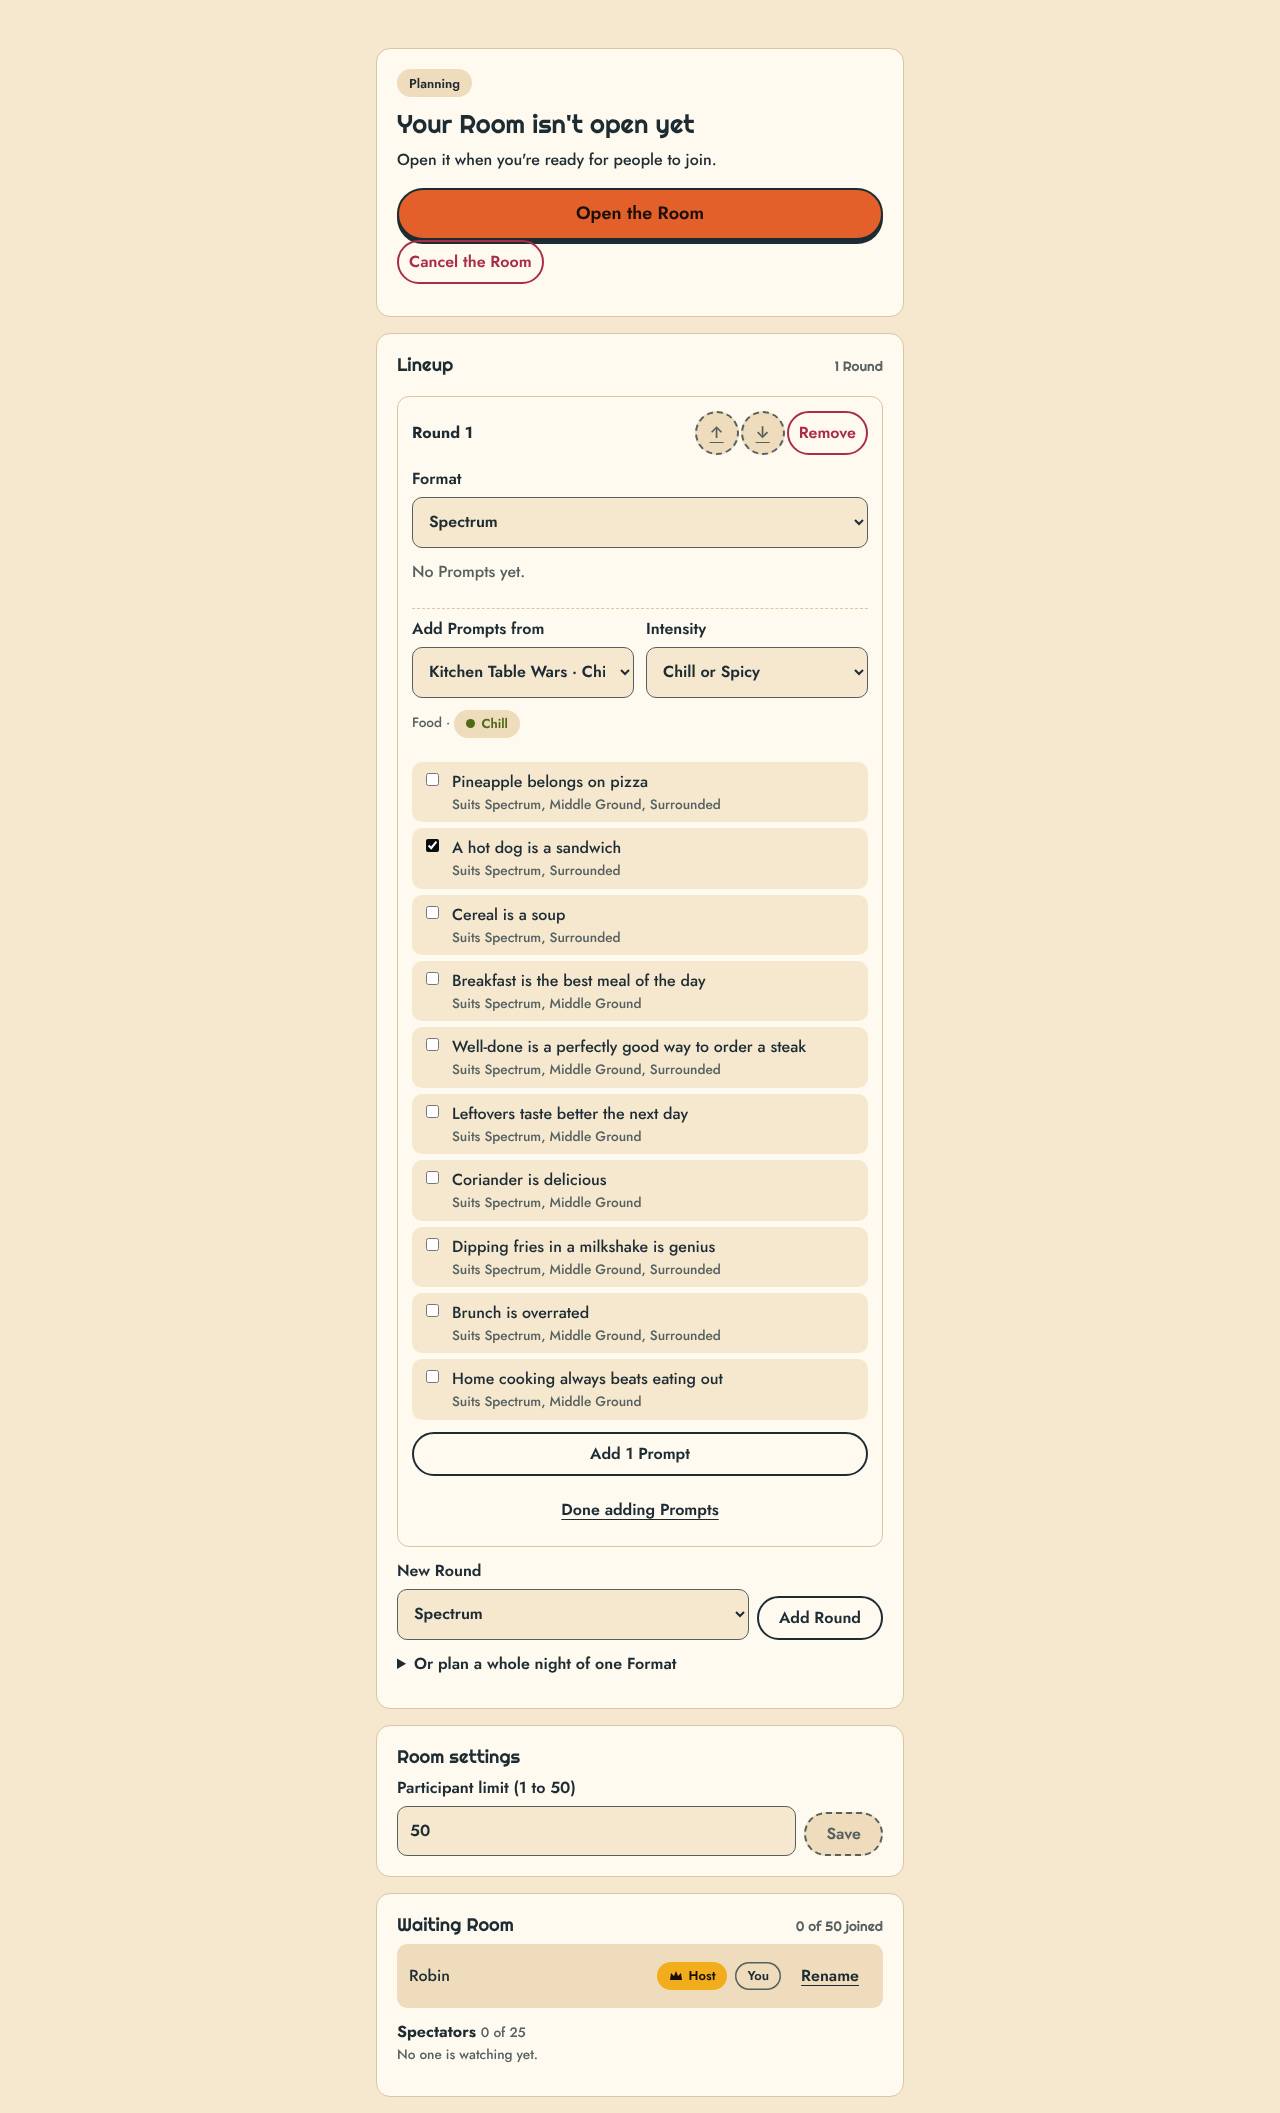 Planning
Your Room isn't open yet
Open it when you're ready for people to join.
Open the Room
Cancel the Room
Lineup
1 Round
Round 1
Remove
Format
Spectrum
No Prompts yet.
Add Prompts from
Intensity
Kitchen Table Wars · Chi
Chill or Spicy
Food · Chill
Pineapple belongs on pizza
Suits Spectrum, Middle Ground, Surrounded
A hot dog is a sandwich
Suits Spectrum, Surrounded
Cereal is a soup
Suits Spectrum, Surrounded
Breakfast is the best meal of the day
Suits Spectrum, Middle Ground
Well-done is a perfectly good way to order a steak
Suits Spectrum, Middle Ground, Surrounded
Leftovers taste better the next day
Suits Spectrum, Middle Ground
Coriander is delicious
Suits Spectrum, Middle Ground
Dipping fries in a milkshake is genius
Suits Spectrum, Middle Ground, Surrounded
Brunch is overrated
Suits Spectrum, Middle Ground, Surrounded
Home cooking always beats eating out
Suits Spectrum, Middle Ground
Add 1 Prompt
Done adding Prompts
New Round
Spectrum
Add Round
Or plan a whole night of one Format
Room settings
Participant limit (1 to 50)
50
Save
Waiting Room
0 of 50 joined
Robin
Host
You
Rename
Spectators 0 of 25
No one is watching yet.